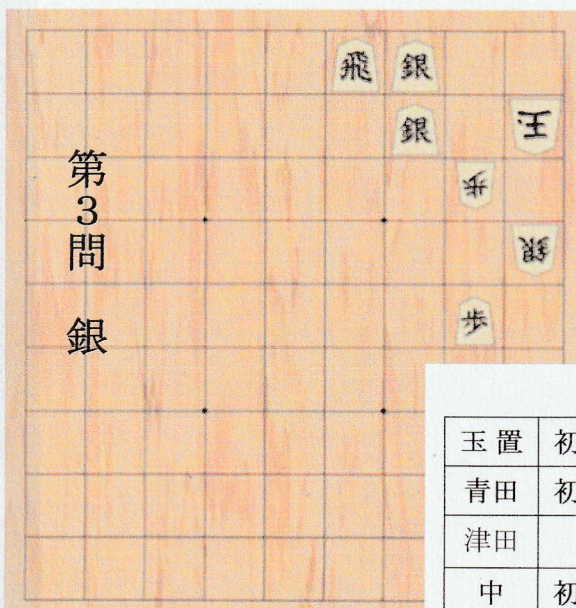 飛 銀
銀 王
歩
銀
歩
第3問 銀
玉置 初
青田 初
津田
中 初